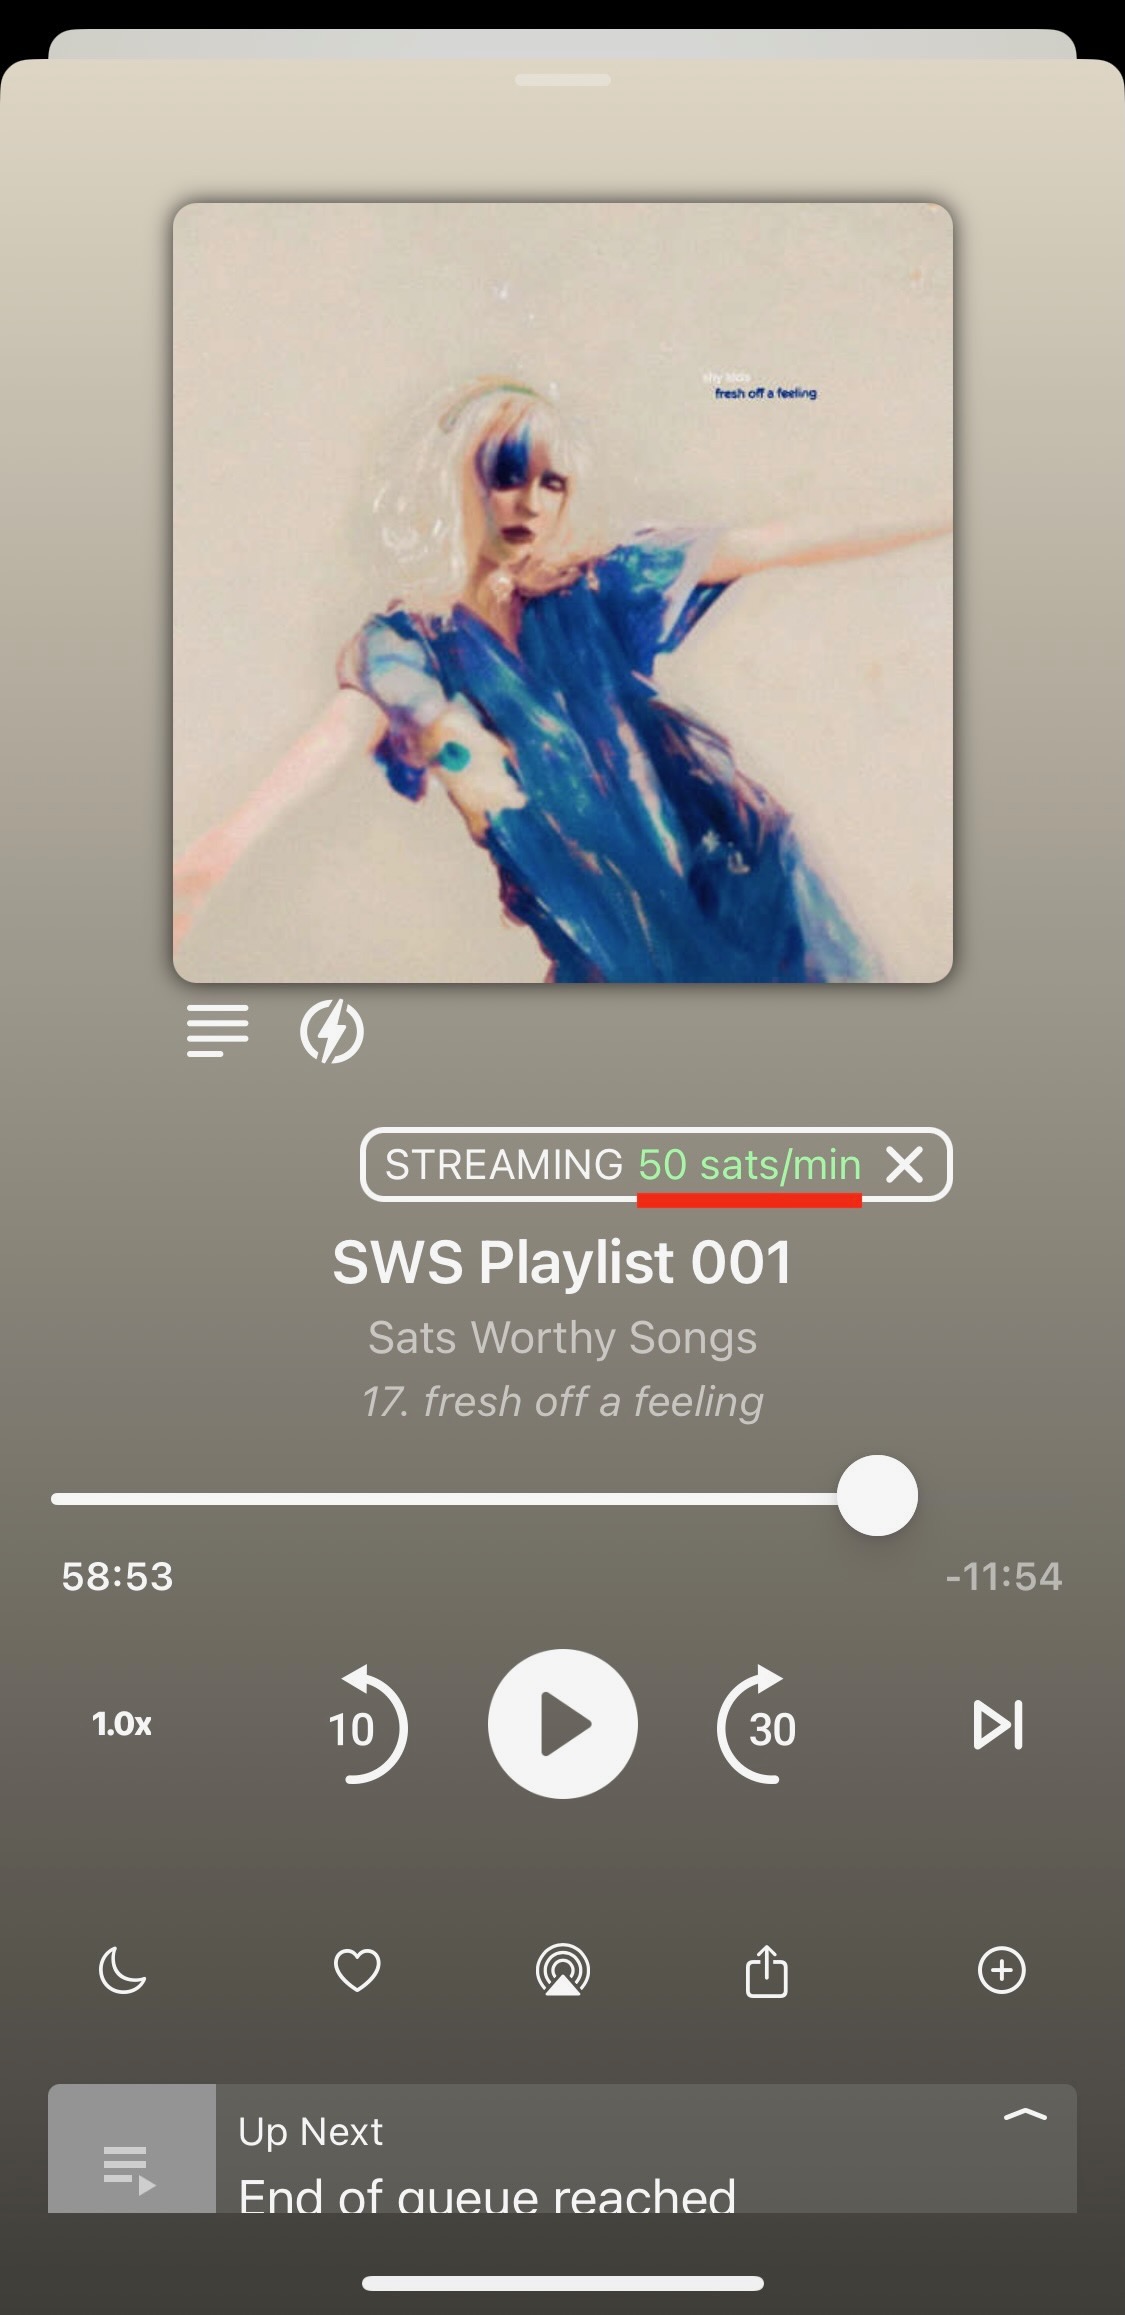 shy kids
fresh off a feeling
STREAMING 50 sats/min
SWS Playlist 001
Sats Worthy Songs
17. fresh off a feeling
58:53
-11:54
1.0x
10
30
Up Next
End of queue reached